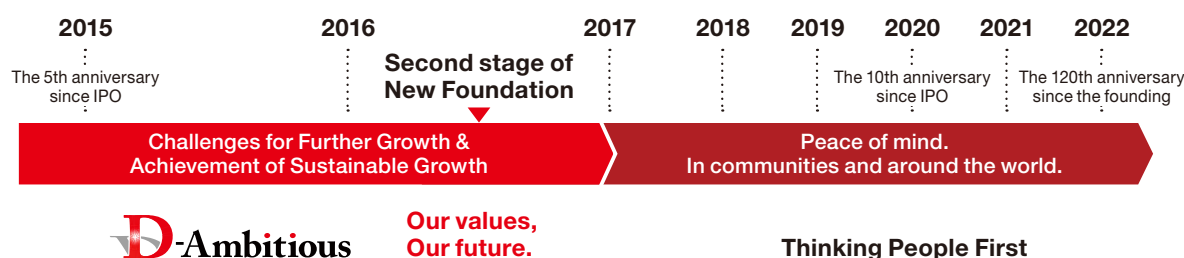 2015 2016 2017 2018 2019 2020 2021 2022
The 5th anniversary
since IPO
Second stage of
New Foundation
The 10th anniversary
since IPO
The 120th anniversary
since the founding
Challenges for Further Growth &
Achievement of Sustainable Growth
Peace of mind.
In communities and around the world.
D-Ambitious
Our values,
Our future.
Thinking People First